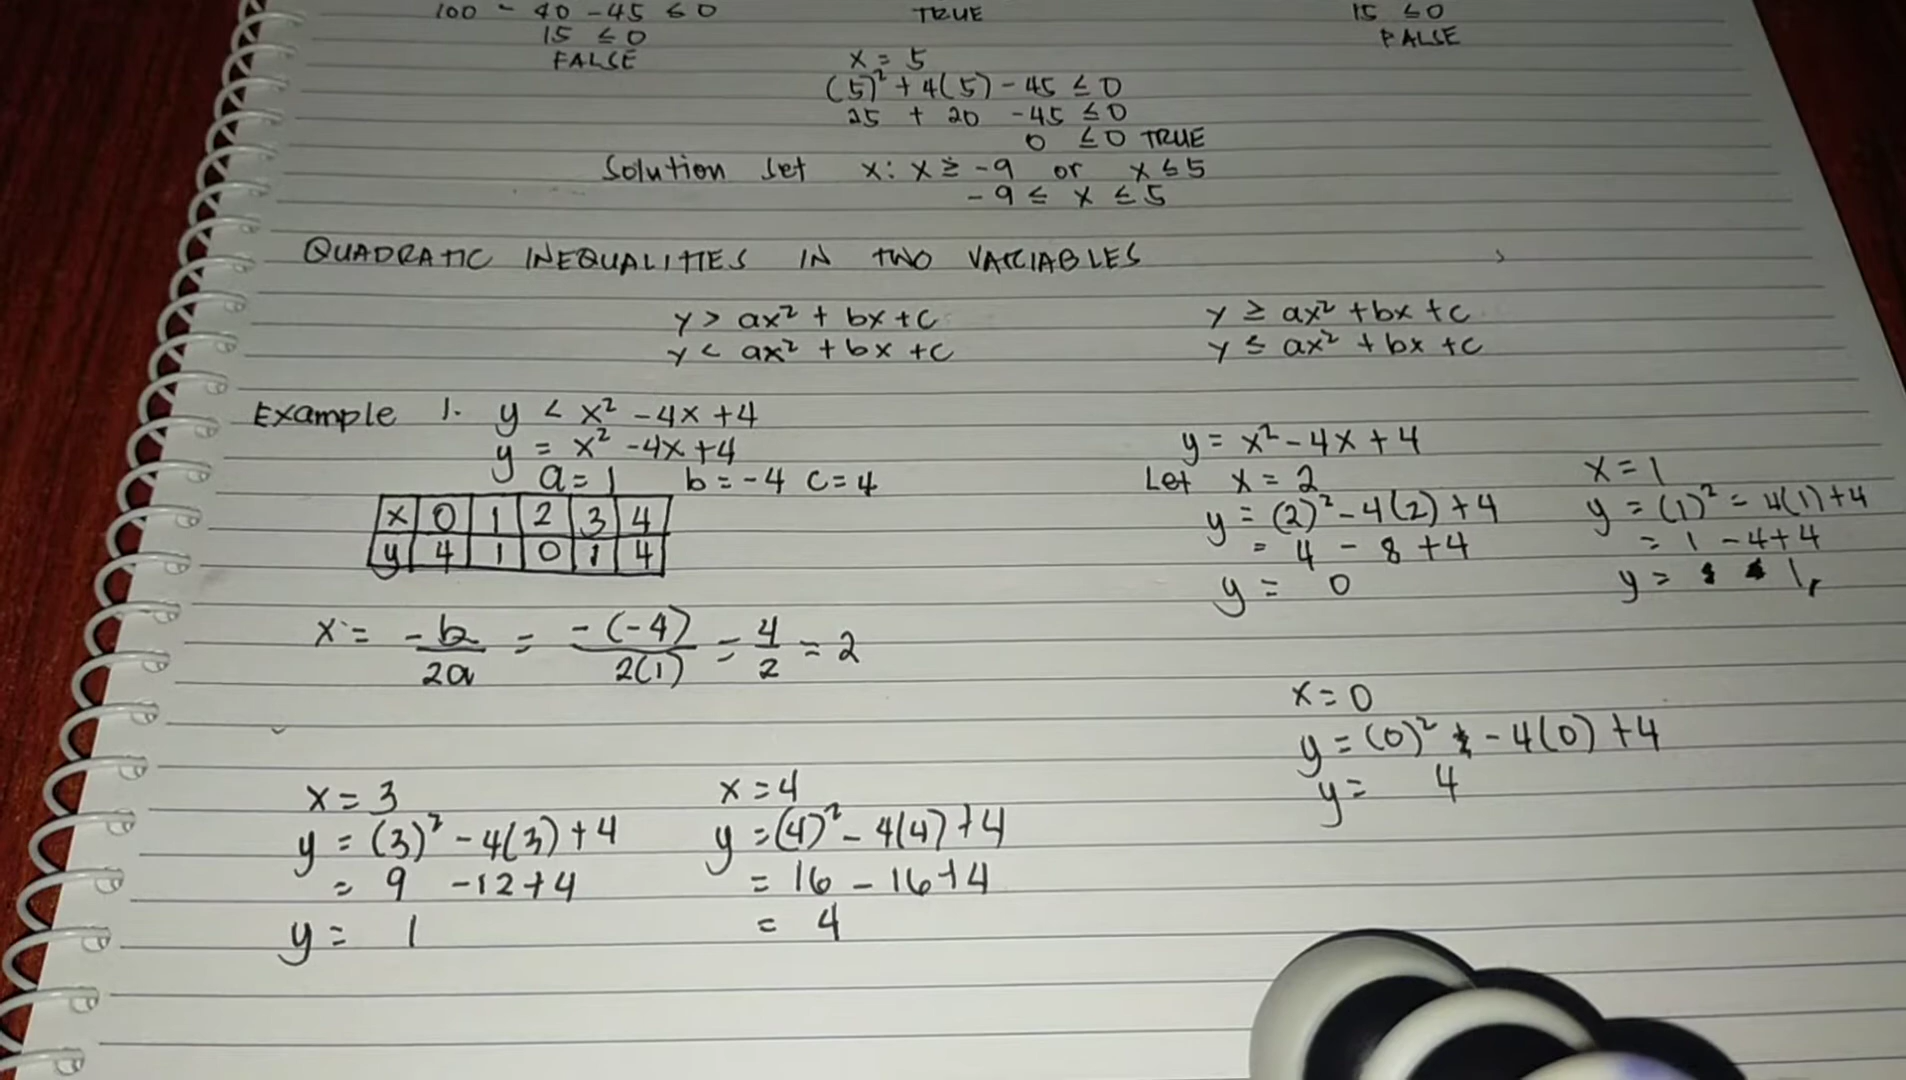 100 - 40 - 45 ≤ 0
15 ≤ 0
FALSE
TRUE
15 ≤ 0
FALSE
x = 5
(5)² + 4(5) - 45 ≤ 0
25 + 20 - 45 ≤ 0
0 ≤ 0 TRUE
Solution set x: x ≥ -9 or x ≤ 5
-9 ≤ x ≤ 5
QUADRATIC INEQUALITIES IN TWO VARIABLES
y > ax² + bx + c
y < ax² + bx + c
y ≥ ax² + bx + c
y ≤ ax² + bx + c
Example 1. y < x² - 4x + 4
y = x² - 4x + 4
a = 1 b = -4 c = 4
x 0 1 2 3 4
y 4 1 0 1 4
x = -b/2a = -(-4)/2(1) = 4/2 = 2
y = x² - 4x + 4
Let x = 2
y = (2)² - 4(2) + 4
= 4 - 8 + 4
y = 0
x = 1
y = (1)² = 4(1) + 4
= 1 - 4 + 4
y = 1
x = 0
y = (0)² - 4(0) + 4
y = 4
x = 3
y = (3)² - 4(3) + 4
= 9 - 12 + 4
y = 1
x = 4
y = (4)² - 4(4) + 4
= 16 - 16 + 4
= 4